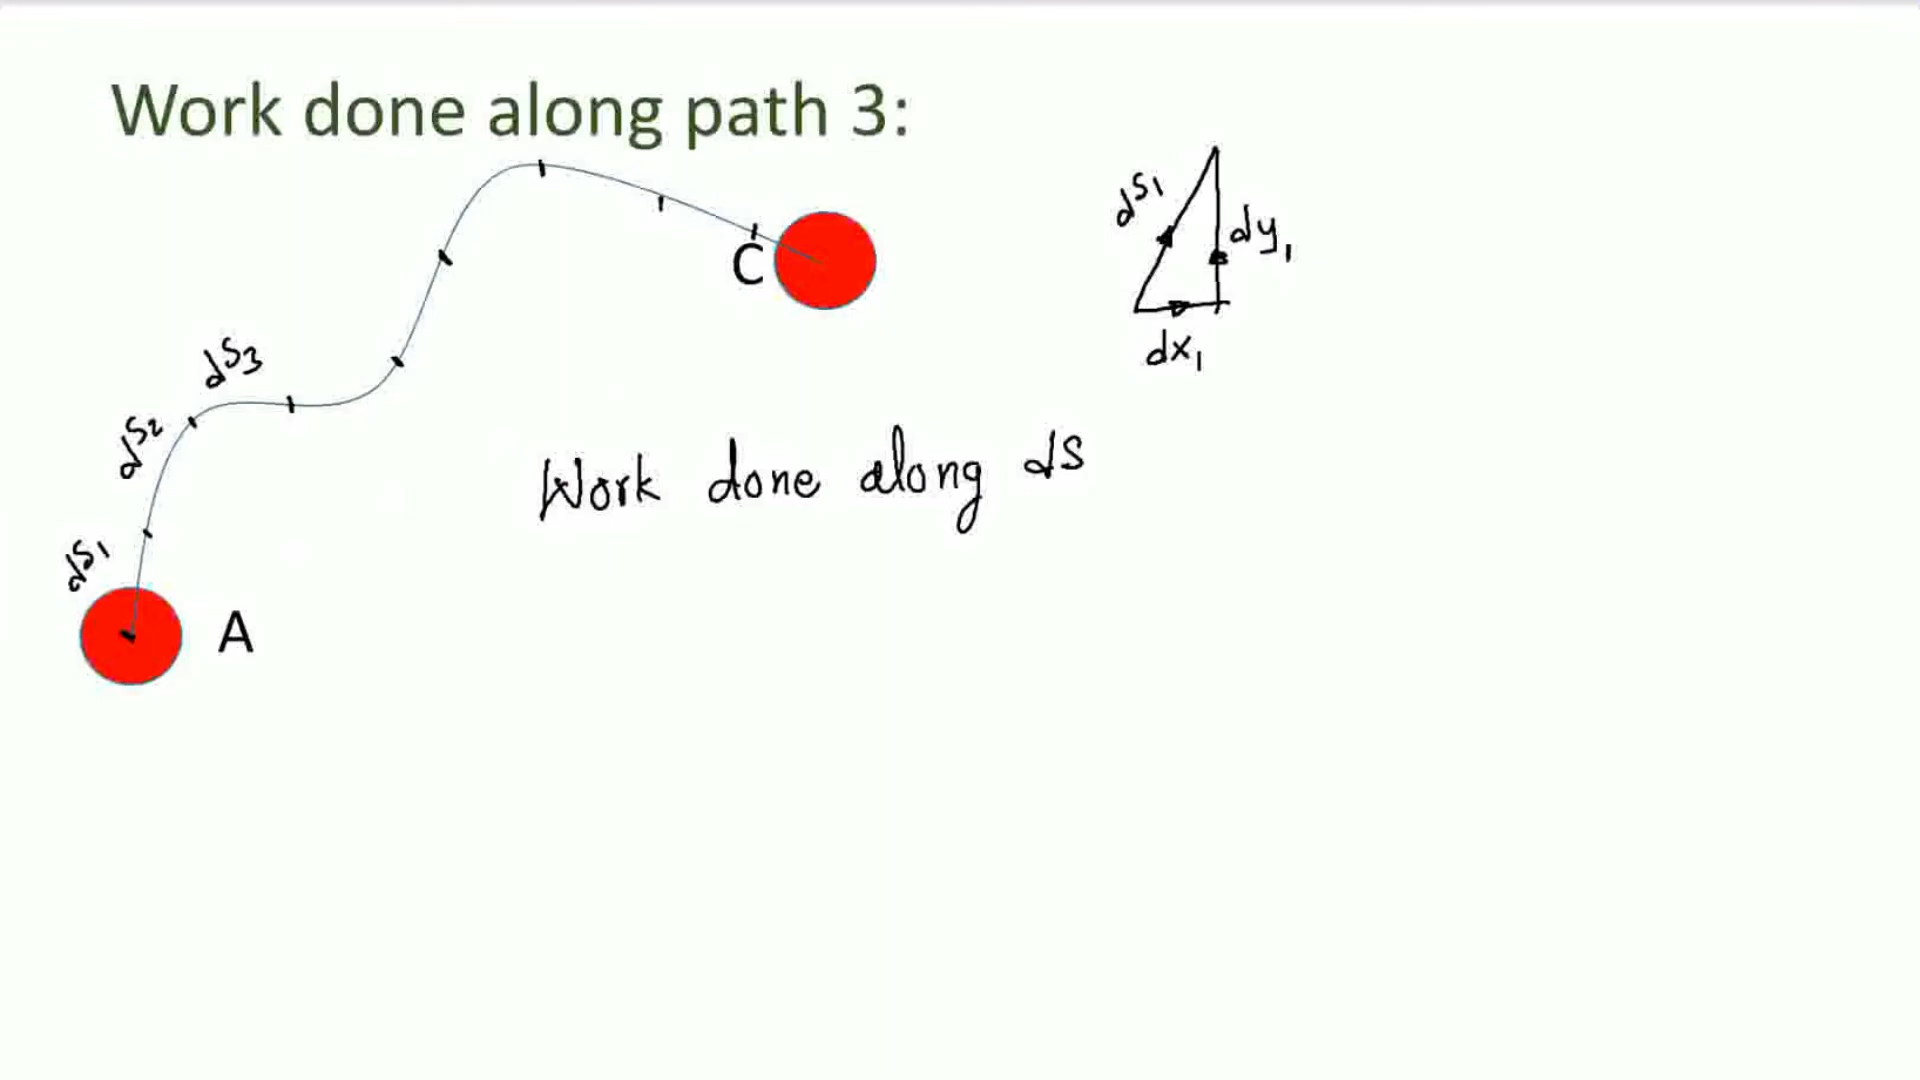 Work done along path 3:
dS1
dy1
C
dx1
dS3
dS2
Work done along dS
dS1
A